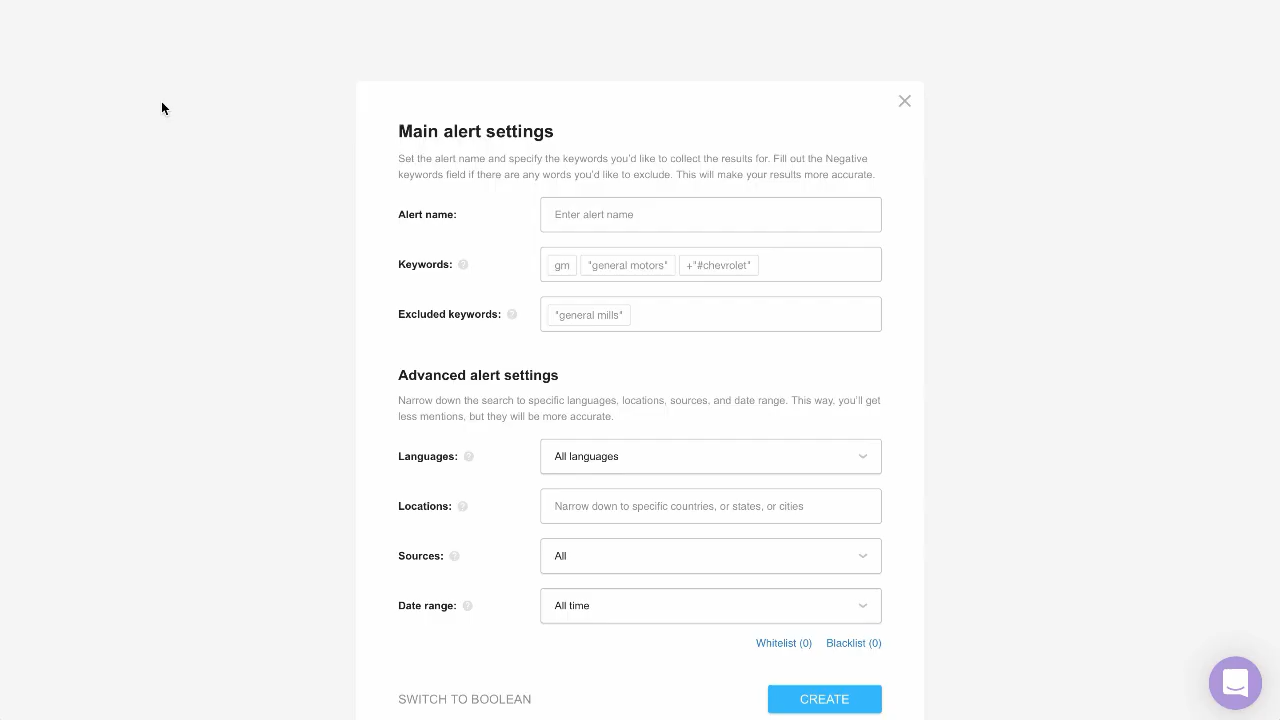 Main alert settings
Set the alert name and specify the keywords you'd like to collect the results for. Fill out the Negative
keywords field if there are any words you'd like to exclude. This will make your results more accurate.
Alert name:
Enter alert name
Keywords: ?
gm "general motors" +"#chevrolet"
Excluded keywords: ?
"general mills"
Advanced alert settings
Narrow down the search to specific languages, locations, sources, and date range. This way, you'll get
less mentions, but they will be more accurate.
Languages: ?
All languages
Locations: ?
Narrow down to specific countries, or states, or cities
Sources: ?
All
Date range: ?
All time
Whitelist (0) Blacklist (0)
SWITCH TO BOOLEAN
CREATE